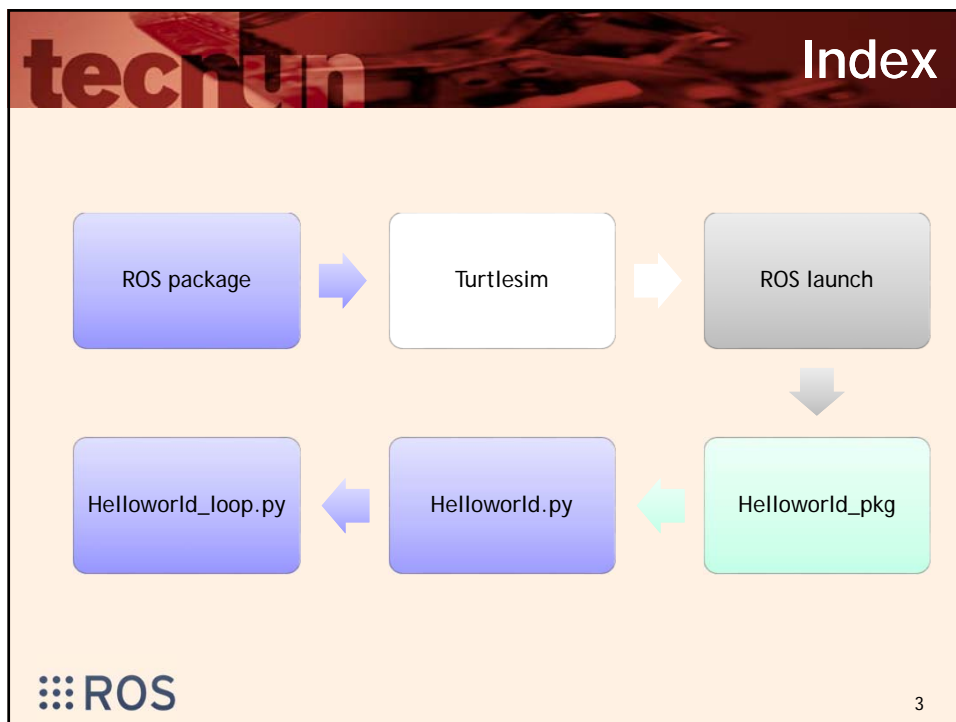 tecnun
Index
ROS package
Turtlesim
ROS launch
Helloworld_pkg
Helloworld.py
Helloworld_loop.py
ROS
3